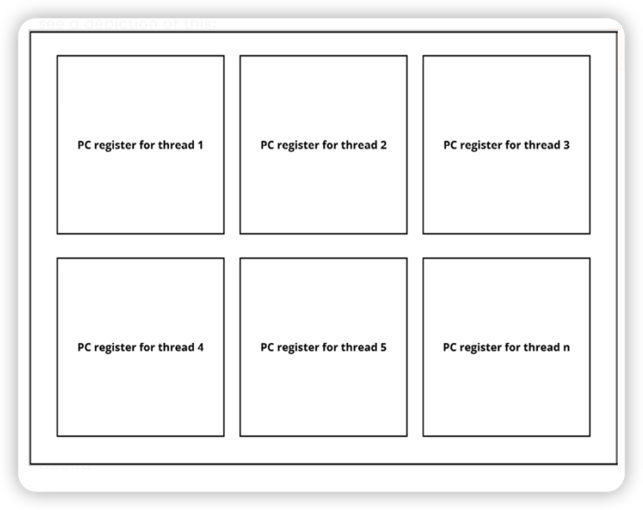 see a depiction of this:
PC register for thread 1
PC register for thread 2
PC register for thread 3
PC register for thread 4
PC register for thread 5
PC register for thread n